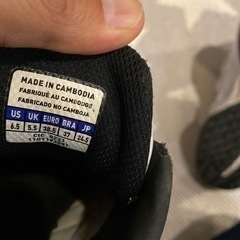 MADE IN CAMBODIA
FABRIQUÉ AU CAMBODGE
FABRICADO NO CAMBOJA
US UK EURO BRA JP
6.5 5.5 38.5 37 24.5